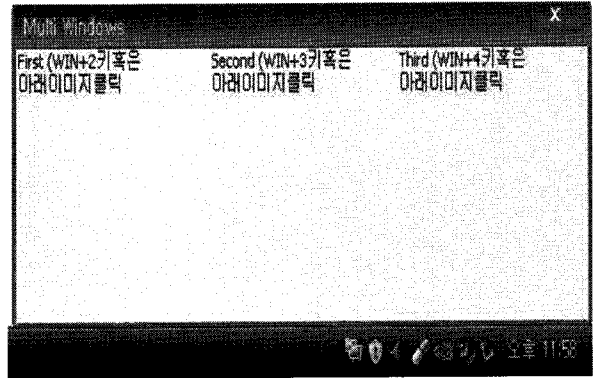 Multi Windows X
First (WIN+2키 혹은
아래이미지클릭
Second (WIN+3키 혹은
아래이미지클릭
Third (WIN+4키 혹은
아래이미지클릭
오후 11:58